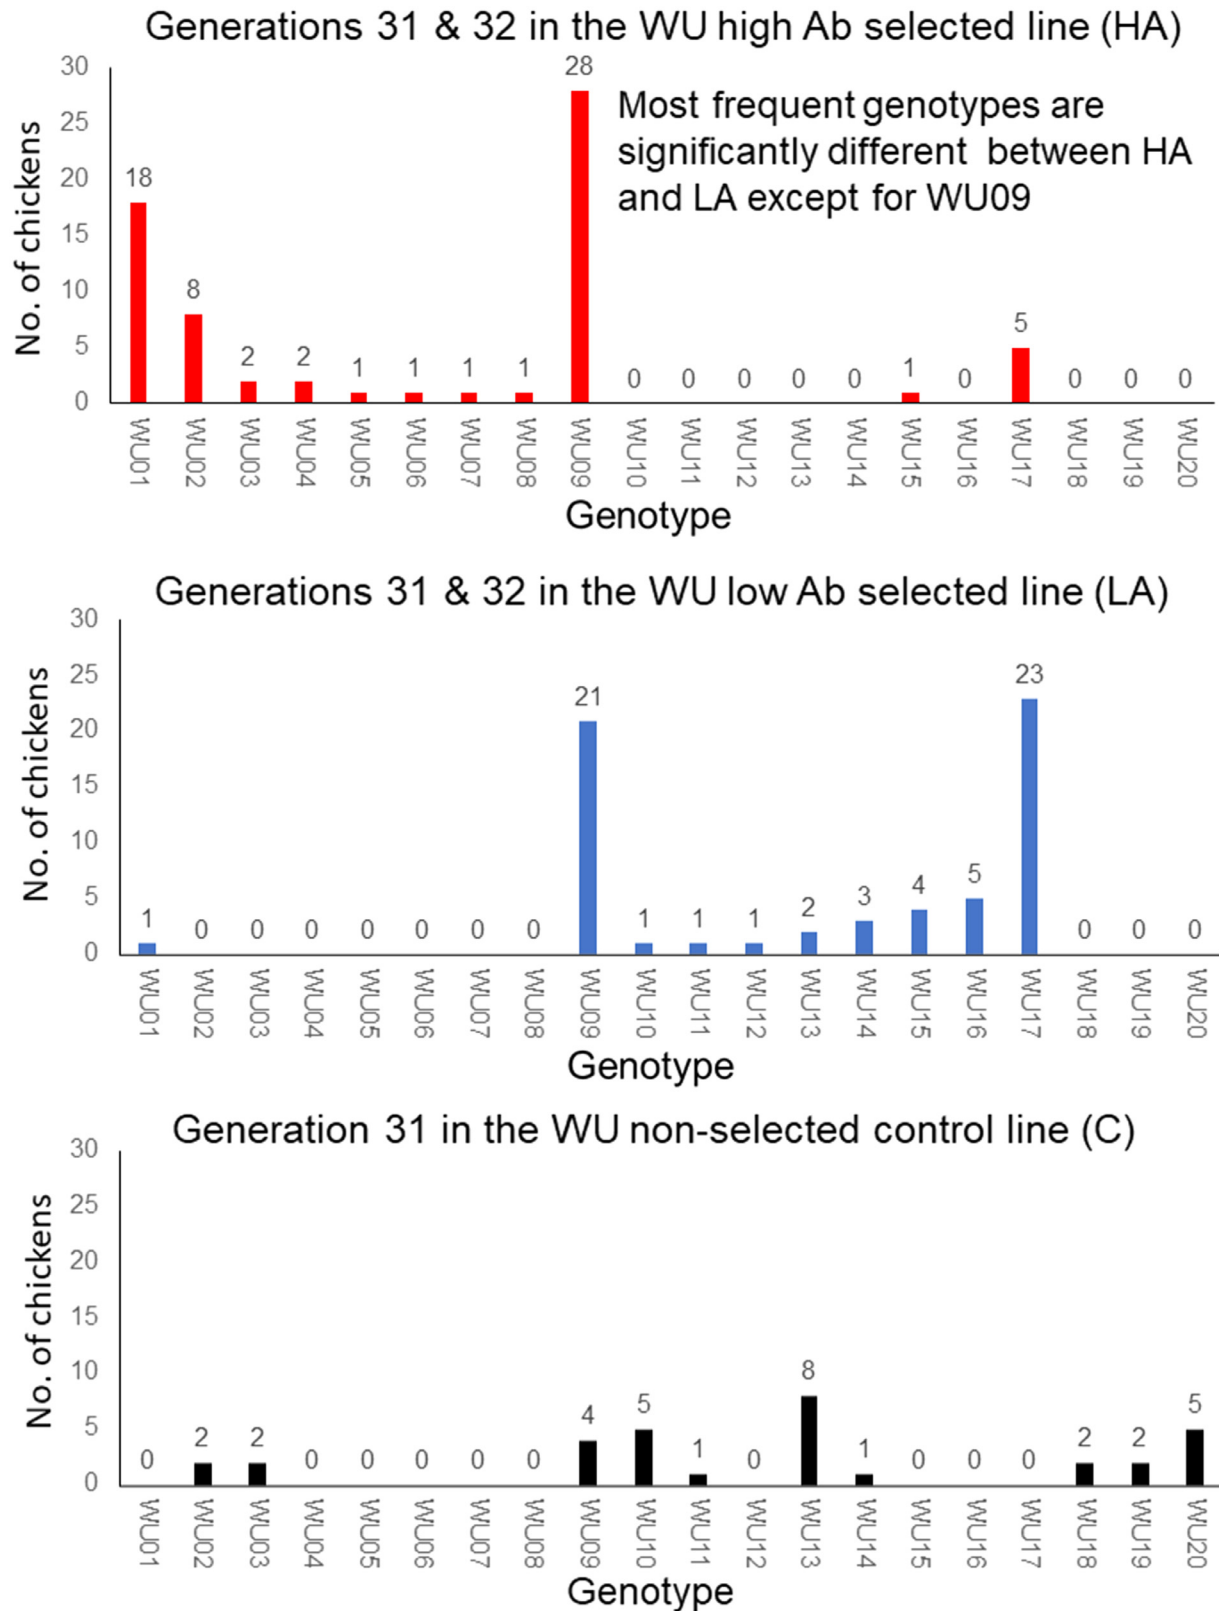 Generations 31 & 32 in the WU high Ab selected line (HA)
Most frequent genotypes are
significantly different between HA
and LA except for WU09
No. of chickens
30
25
20
15
10
5
0
18
8
2
2
1
1
1
1
28
0
0
0
0
0
1
0
5
0
0
0
WU01
WU02
WU03
WU04
WU05
WU06
WU07
WU08
WU09
WU10
WU11
WU12
WU13
WU14
WU15
WU16
WU17
WU18
WU19
WU20
Genotype
Generations 31 & 32 in the WU low Ab selected line (LA)
No. of chickens
30
25
20
15
10
5
0
1
0
0
0
0
0
0
0
21
1
1
1
2
3
4
5
23
0
0
0
WU01
WU02
WU03
WU04
WU05
WU06
WU07
WU08
WU09
WU10
WU11
WU12
WU13
WU14
WU15
WU16
WU17
WU18
WU19
WU20
Genotype
Generation 31 in the WU non-selected control line (C)
No. of chickens
30
25
20
15
10
5
0
0
2
2
0
0
0
0
0
4
5
1
0
8
1
0
0
0
2
2
5
WU01
WU02
WU03
WU04
WU05
WU06
WU07
WU08
WU09
WU10
WU11
WU12
WU13
WU14
WU15
WU16
WU17
WU18
WU19
WU20
Genotype